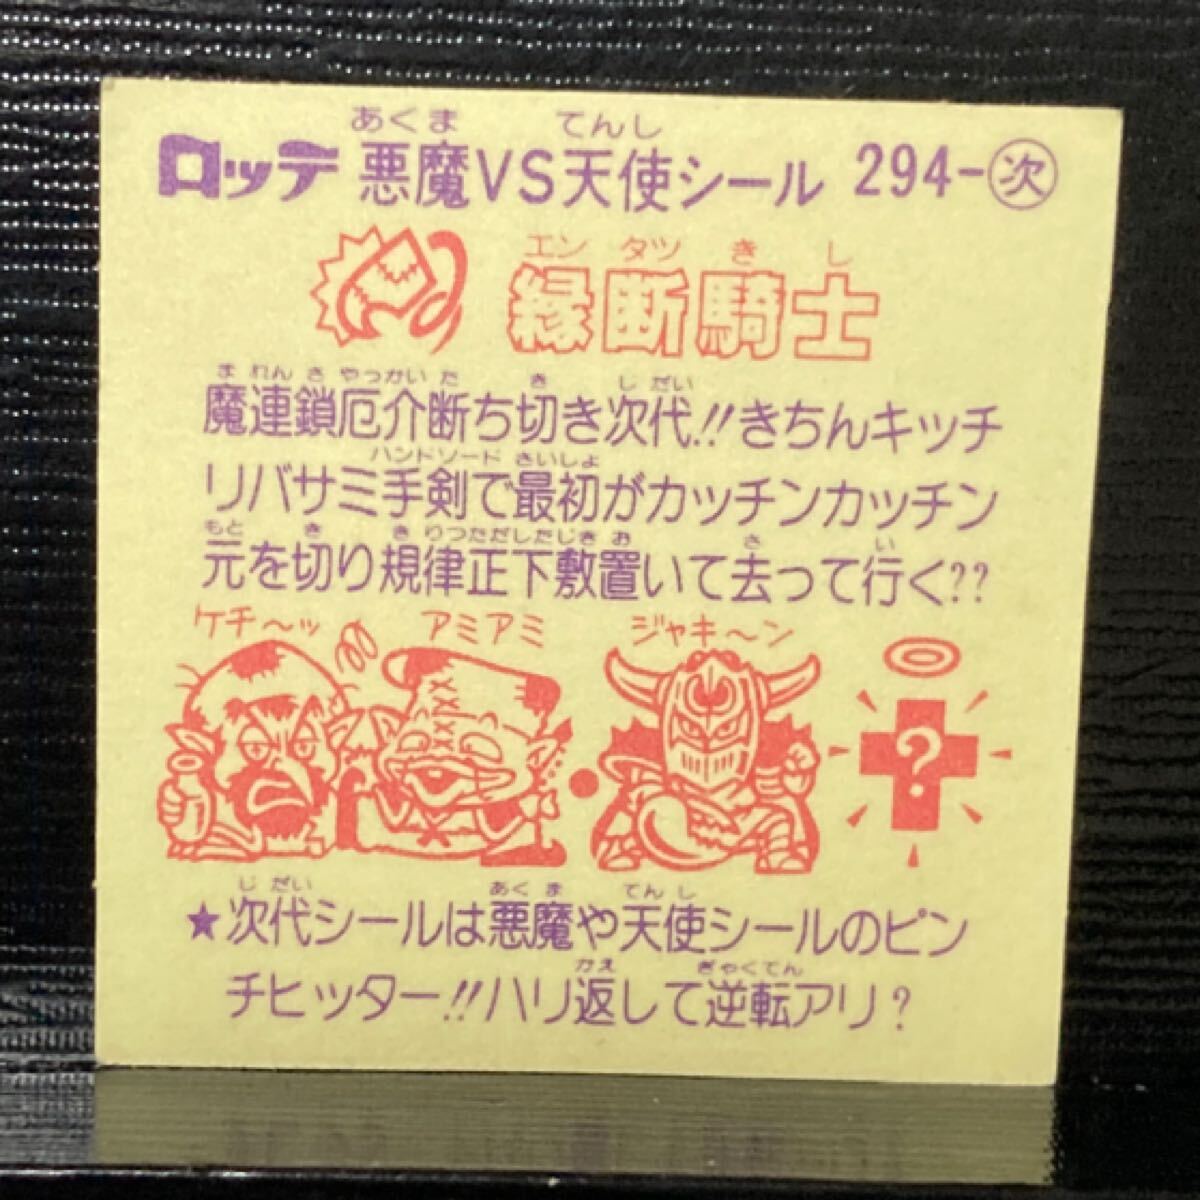 あくま てんし
ロッテ 悪魔VS天使シール 294-次
エン タツ き し
縁断騎士
ま れん さ やっかい た き じ だい
魔連鎖厄介断ち切き次代!!きちんキッチ
ハンドソード さいしょ
リバサミ手剣で最初がカッチンカッチン
もと き きりつただしたじきお さ い
元を切り規律正下敷置いて去って行く??
ケチ〜ッ アミアミ ジャキ〜ン
?
じ だい あく ま てん し
★次代シールは悪魔や天使シールのピン
かえ ぎゃくてん
チヒッター!!ハリ返して逆転アリ?